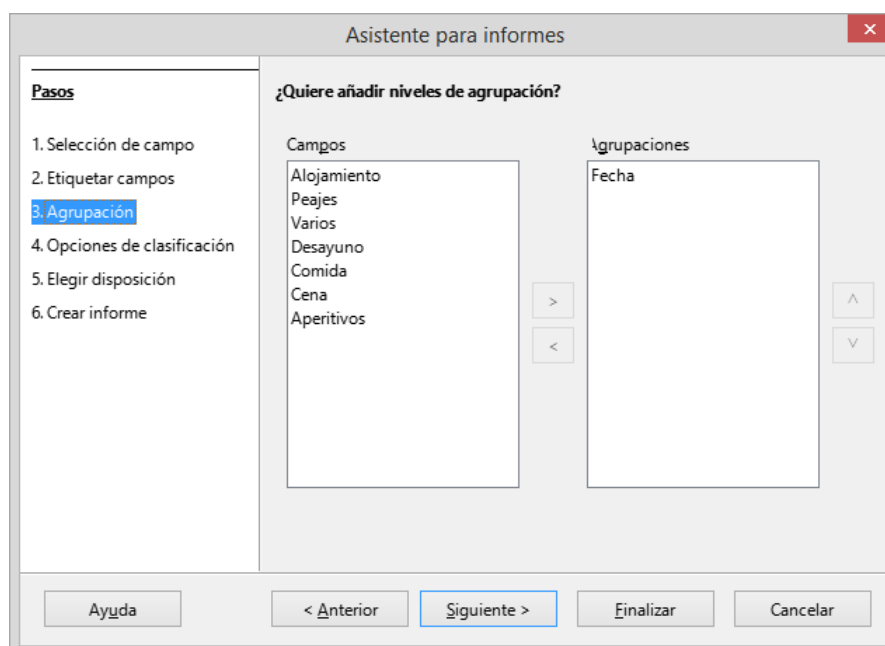 Asistente para informes
Pasos
1. Selección de campo
2. Etiquetar campos
3. Agrupación
4. Opciones de clasificación
5. Elegir disposición
6. Crear informe
¿Quiere añadir niveles de agrupación?
Campos
Alojamiento
Peajes
Varios
Desayuno
Comida
Cena
Aperitivos
>
<
Agrupaciones
Fecha
^
v
Ayuda
< Anterior
Siguiente >
Finalizar
Cancelar